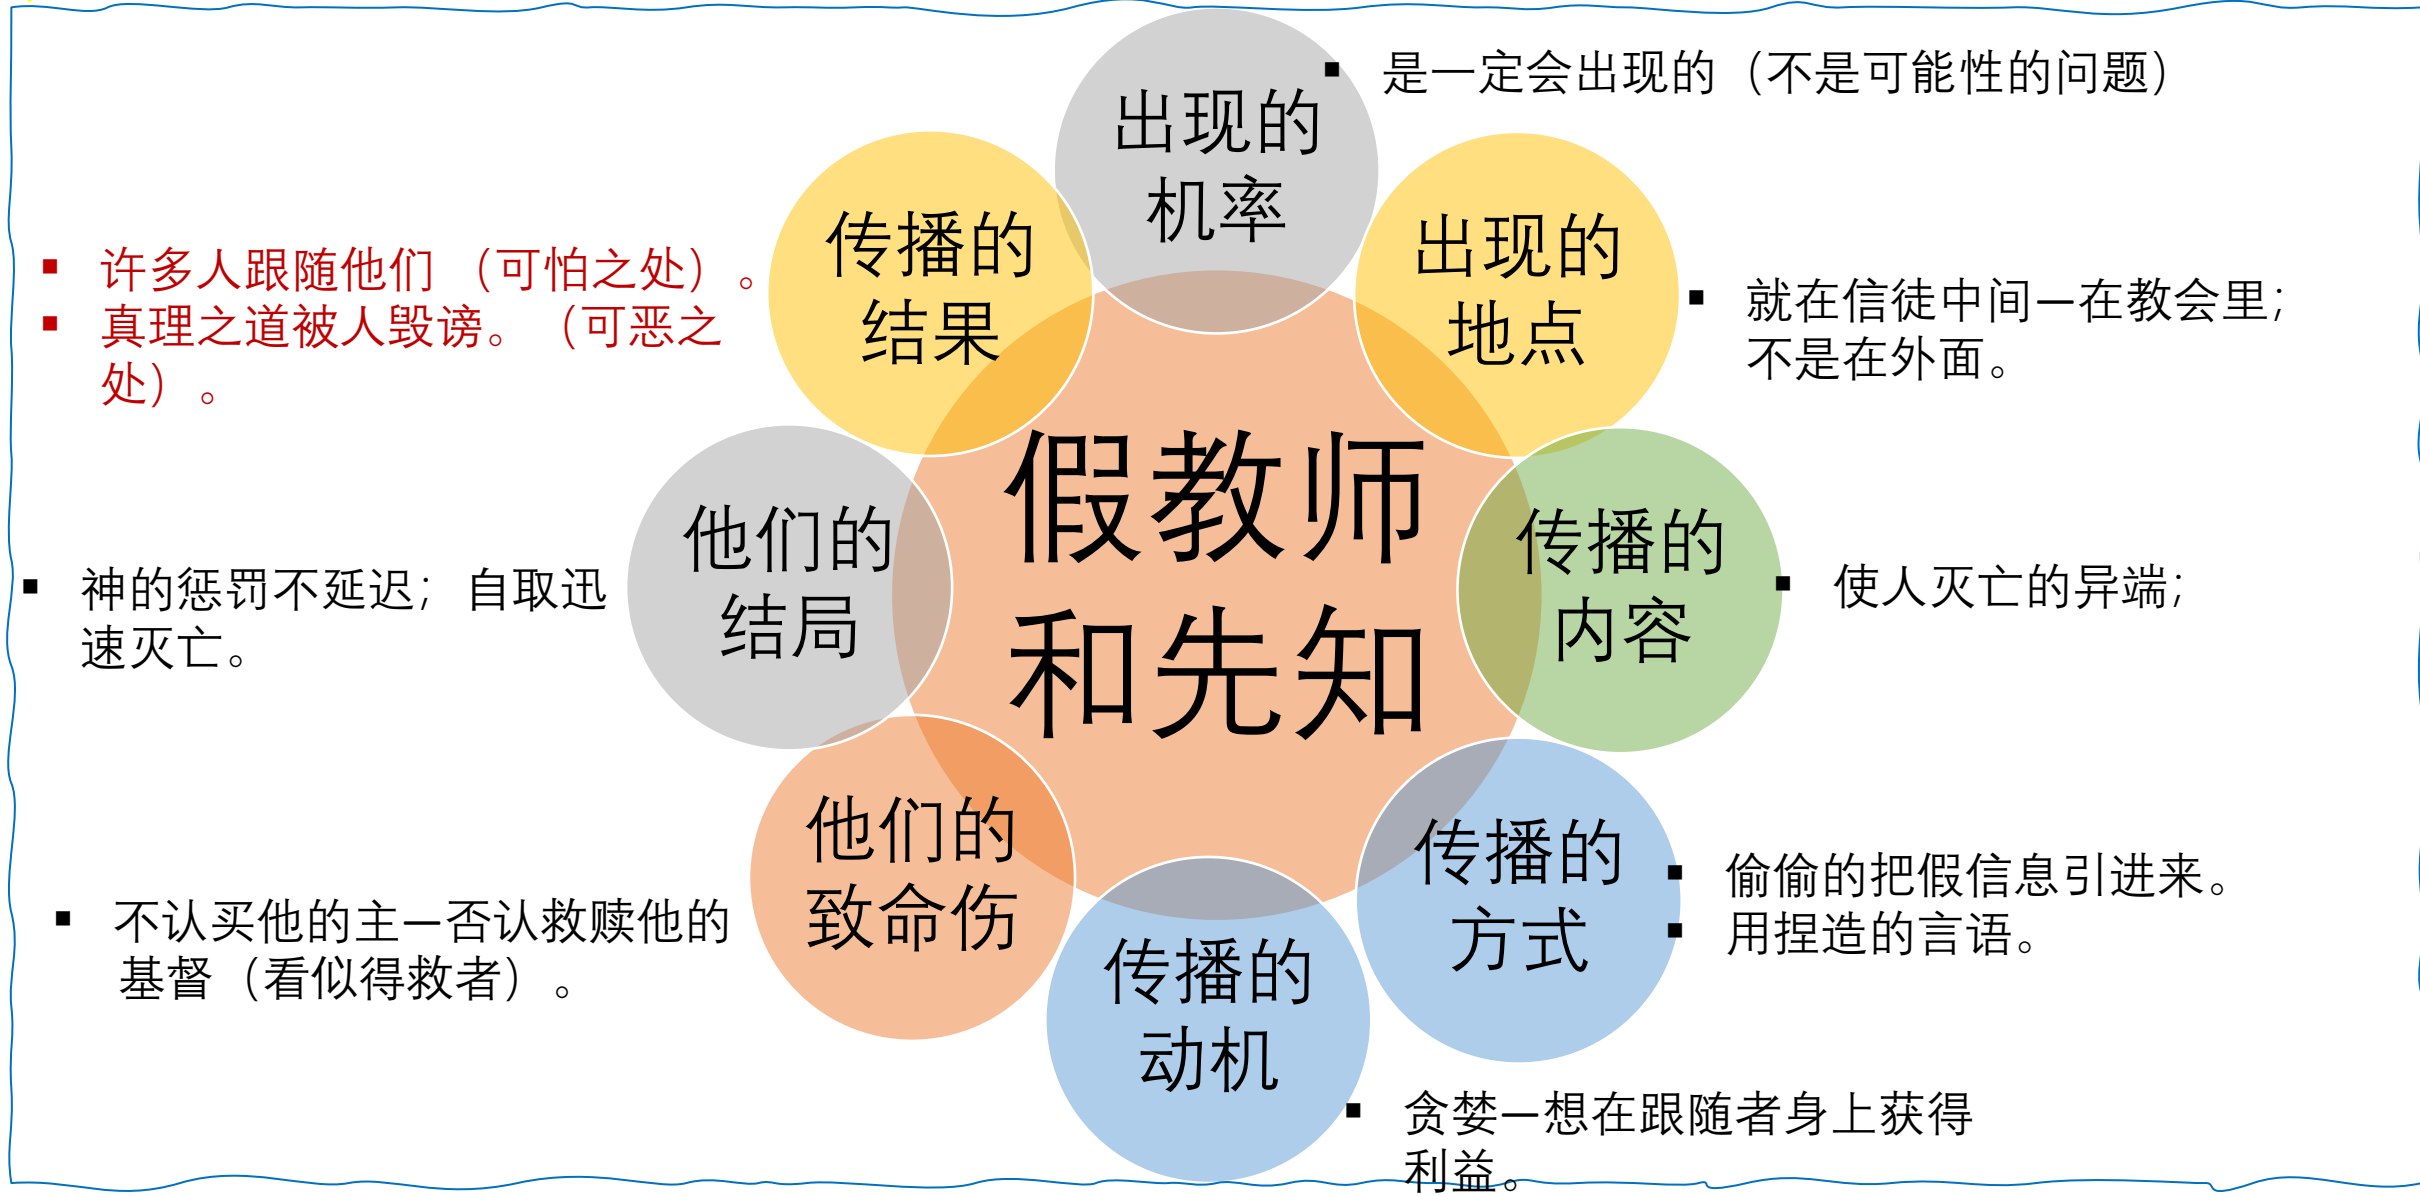 出现的
机率
▪ 是一定会出现的（不是可能性的问题）
出现的
地点
▪ 就在信徒中间—在教会里;
不是在外面。
传播的
内容
▪ 使人灭亡的异端;
传播的
方式
▪ 偷偷的把假信息引进来。
▪ 用捏造的言语。
传播的
动机
▪ 贪婪—想在跟随者身上获得
利益。
他们的
致命伤
▪ 不认买他的主—否认救赎他的
基督（看似得救者）。
他们的
结局
▪ 神的惩罚不延迟; 自取迅
速灭亡。
传播的
结果
▪ 许多人跟随他们 （可怕之处）。
▪ 真理之道被人毁谤。（可恶之
处）。
假教师
和先知